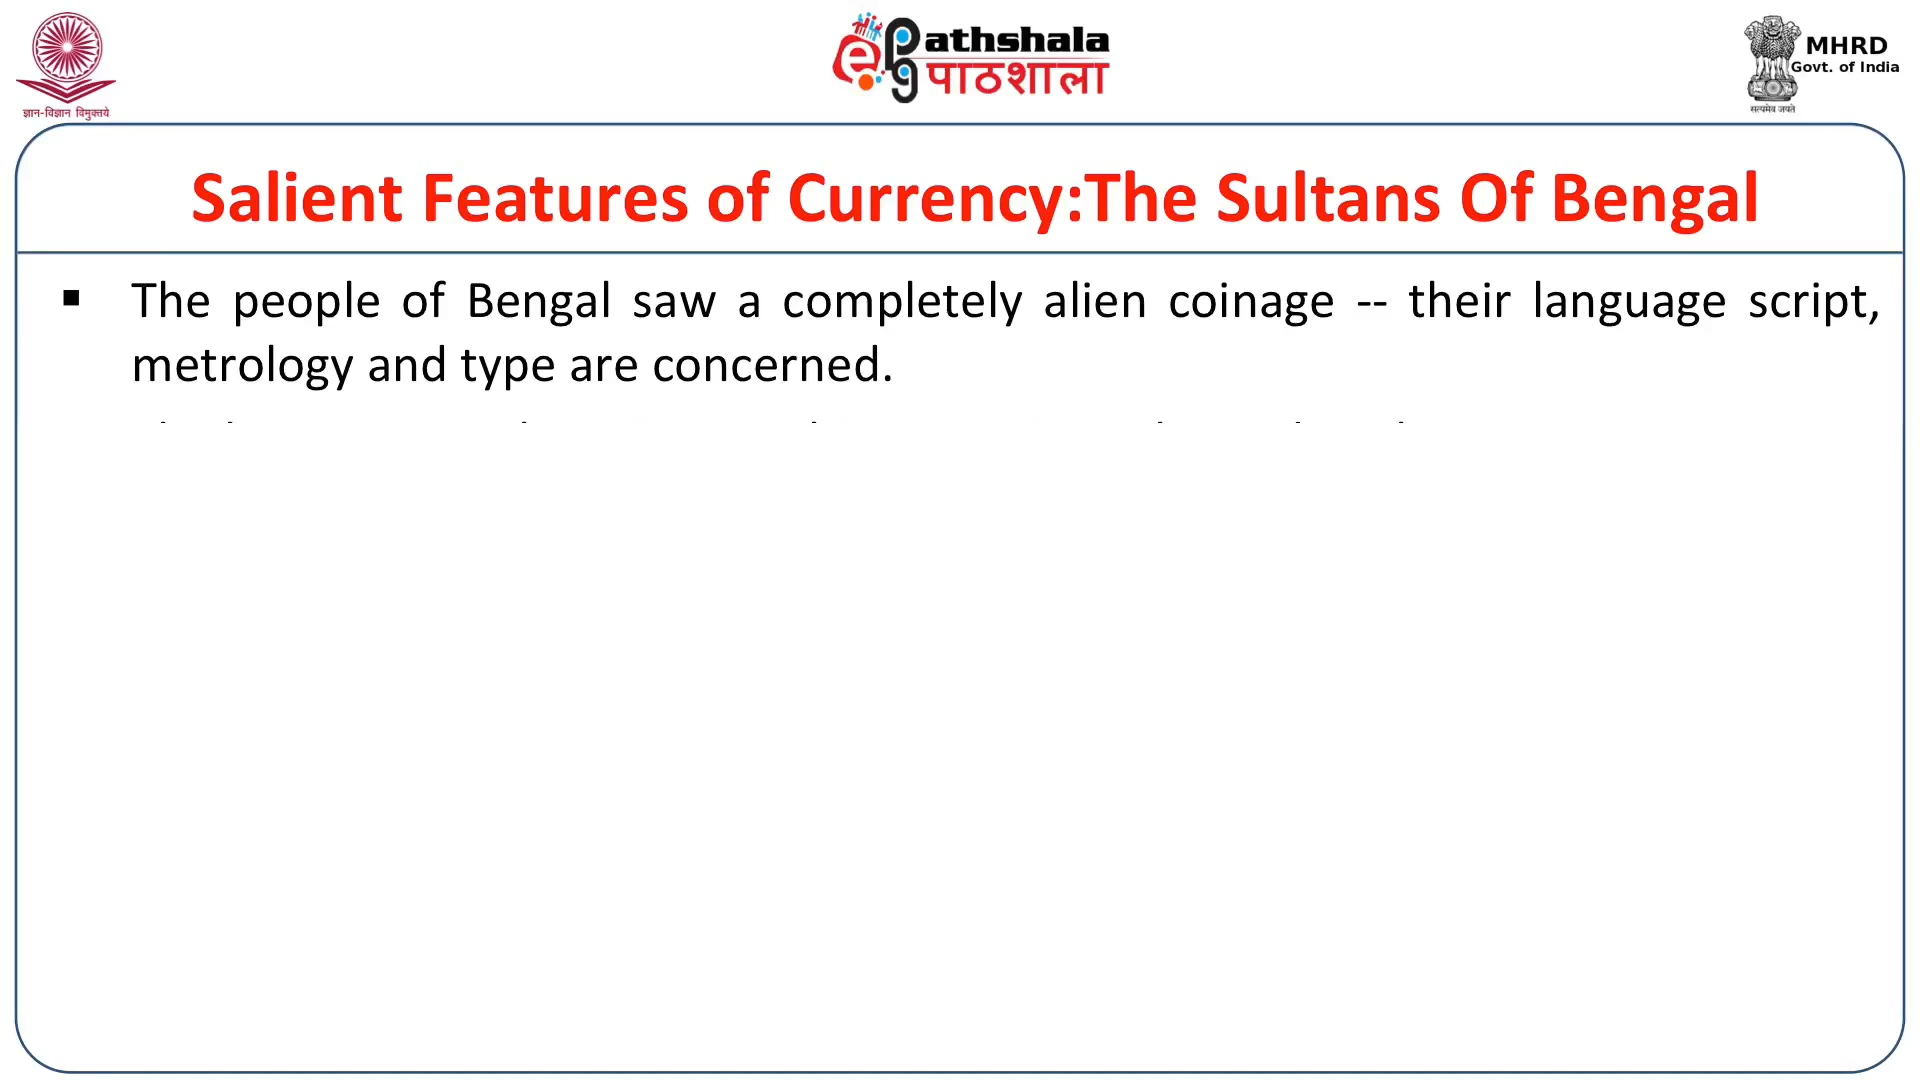 ज्ञान-विज्ञान विमुक्तये
e Pg Pathshala
पाठशाला
MHRD
Govt. of India
सत्यमेव जयते
Salient Features of Currency:The Sultans Of Bengal
▪ The people of Bengal saw a completely alien coinage -- their language script,
metrology and type are concerned.